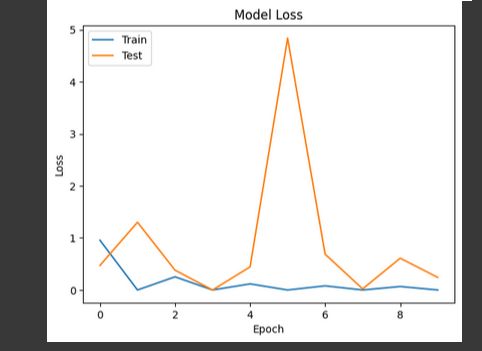 Model Loss
Train
Test
5
4
3
2
1
0
Loss
0 2 4 6 8
Epoch